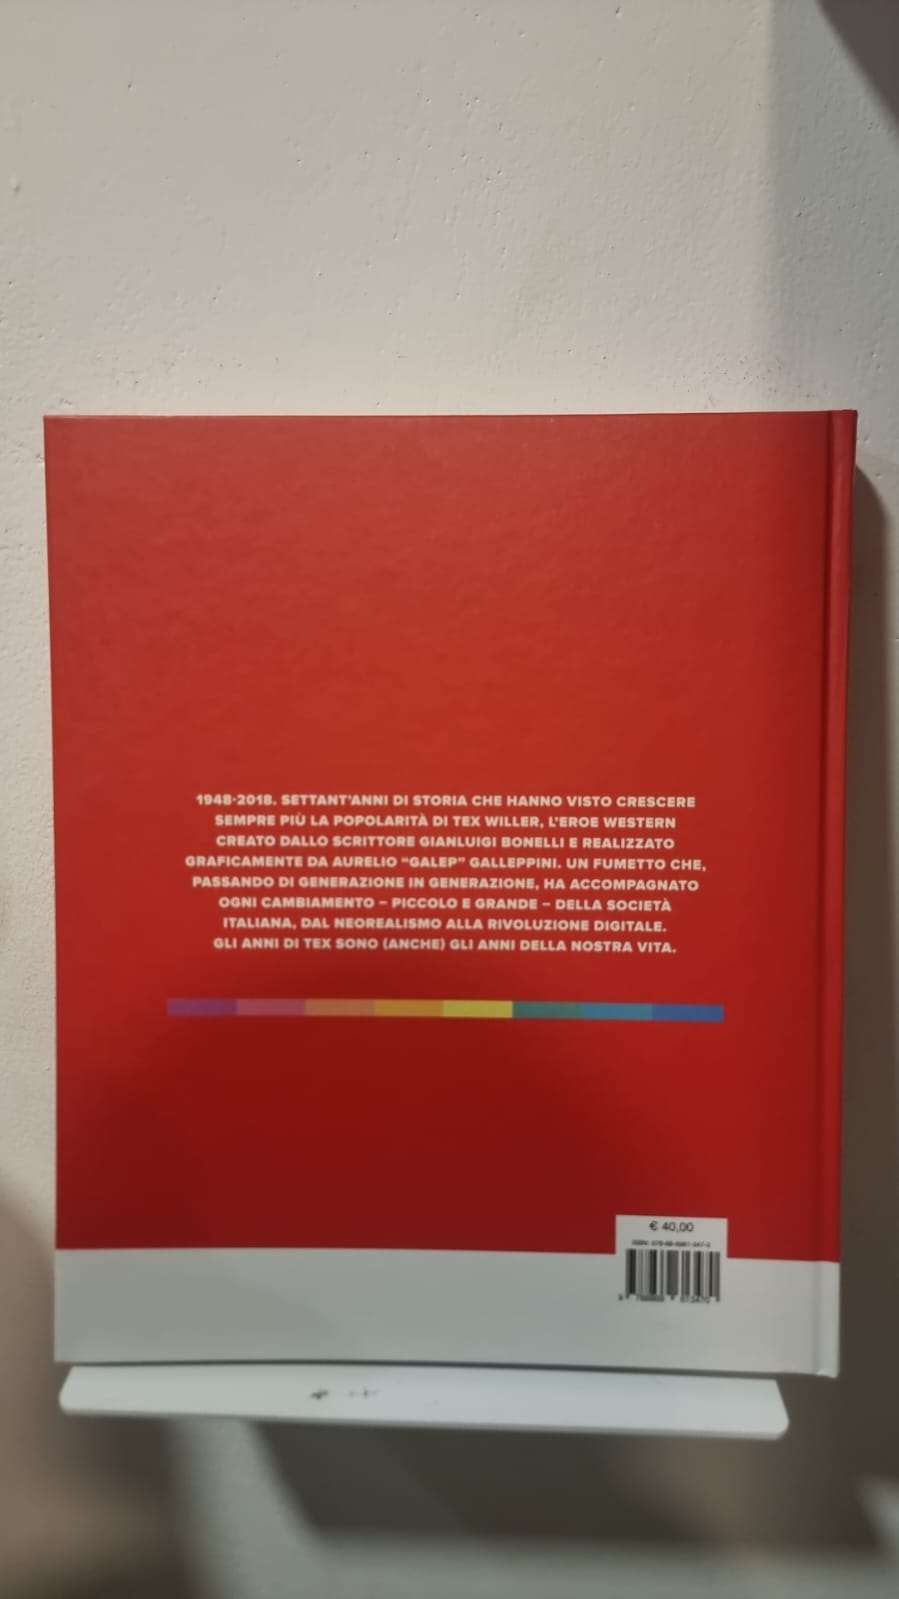 1948-2018. SETTANT'ANNI DI STORIA CHE HANNO VISTO CRESCERE
SEMPRE PIÙ LA POPOLARITÀ DI TEX WILLER, L'EROE WESTERN
CREATO DALLO SCRITTORE GIANLUIGI BONELLI E REALIZZATO
GRAFICAMENTE DA AURELIO "GALEP" GALLEPPINI. UN FUMETTO CHE,
PASSANDO DI GENERAZIONE IN GENERAZIONE, HA ACCOMPAGNATO
OGNI CAMBIAMENTO – PICCOLO E GRANDE – DELLA SOCIETÀ
ITALIANA, DAL NEOREALISMO ALLA RIVOLUZIONE DIGITALE.
GLI ANNI DI TEX SONO (ANCHE) GLI ANNI DELLA NOSTRA VITA.
€ 40,00
ISBN: